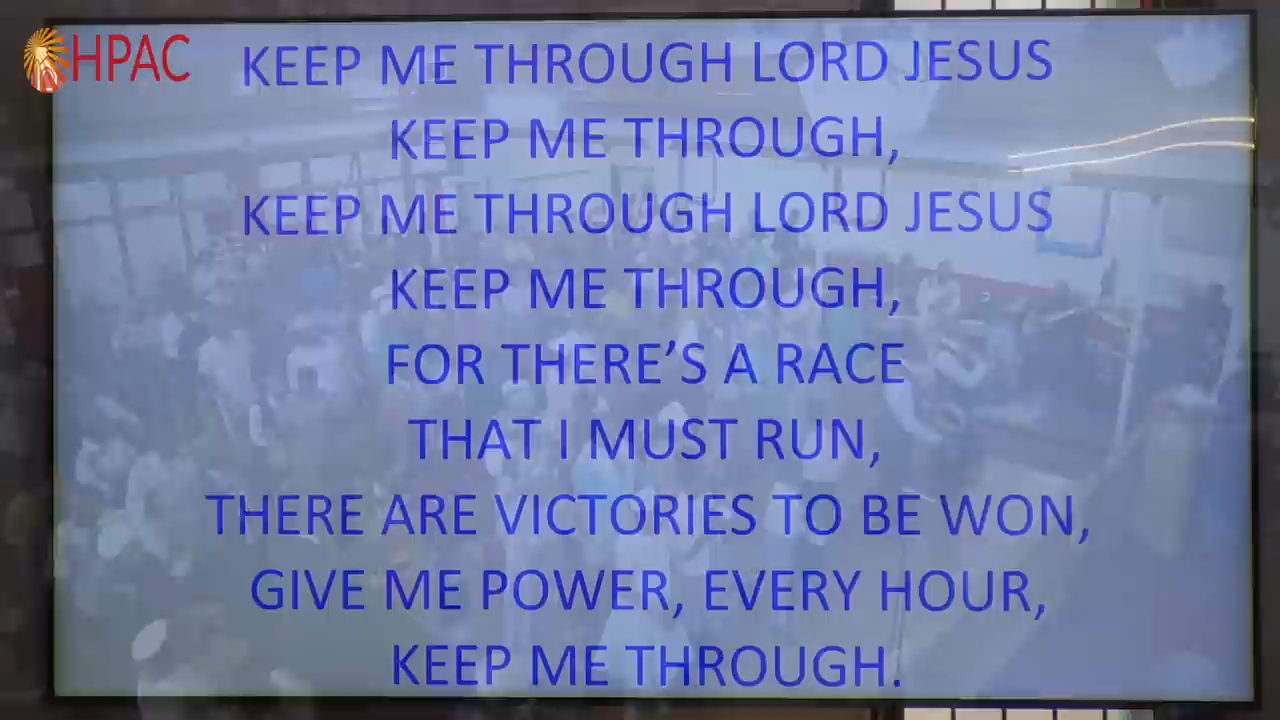 HPAC
KEEP ME THROUGH LORD JESUS
KEEP ME THROUGH,
KEEP ME THROUGH LORD JESUS
KEEP ME THROUGH,
FOR THERE’S A RACE
THAT I MUST RUN,
THERE ARE VICTORIES TO BE WON,
GIVE ME POWER, EVERY HOUR,
KEEP ME THROUGH.